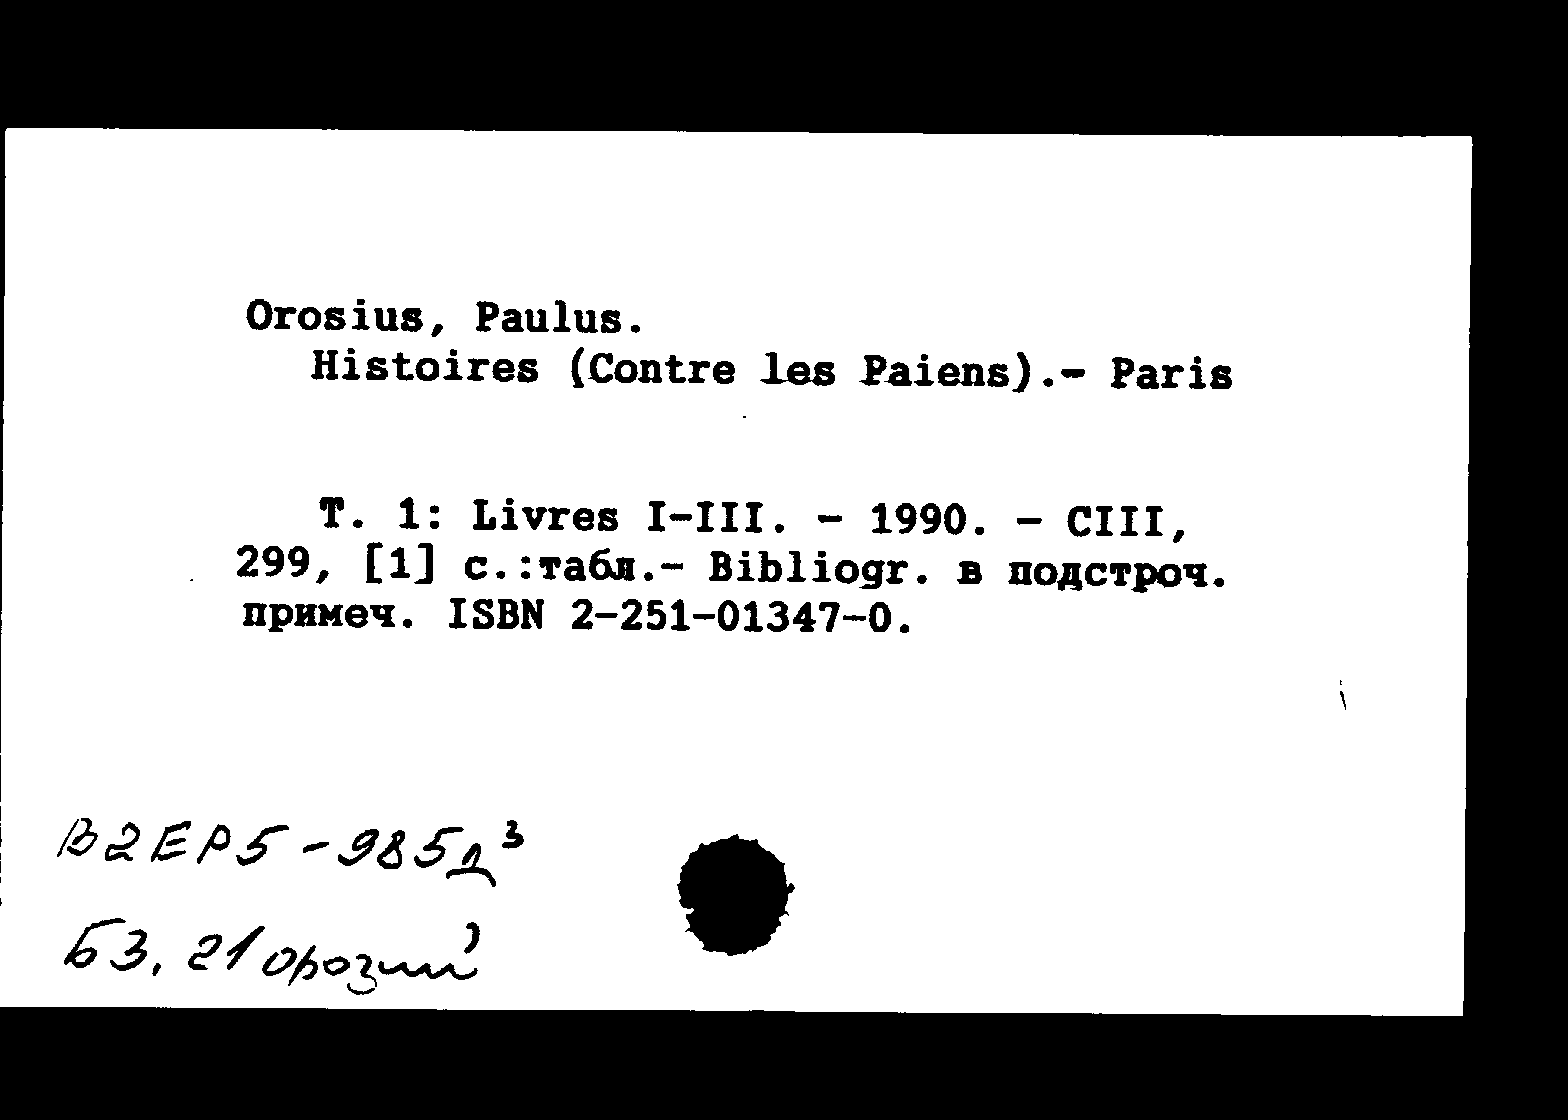 Orosius, Paulus.
Histoires (Contre les Paiens).- Paris
Т. 1: Livres I-III. - 1990. - CIII,
299, [1] с.:табл.- Bibliogr. в подстроч.
примеч. ISBN 2-251-01347-0.
В2ЕР5-985Д³
Б3.21 орозий